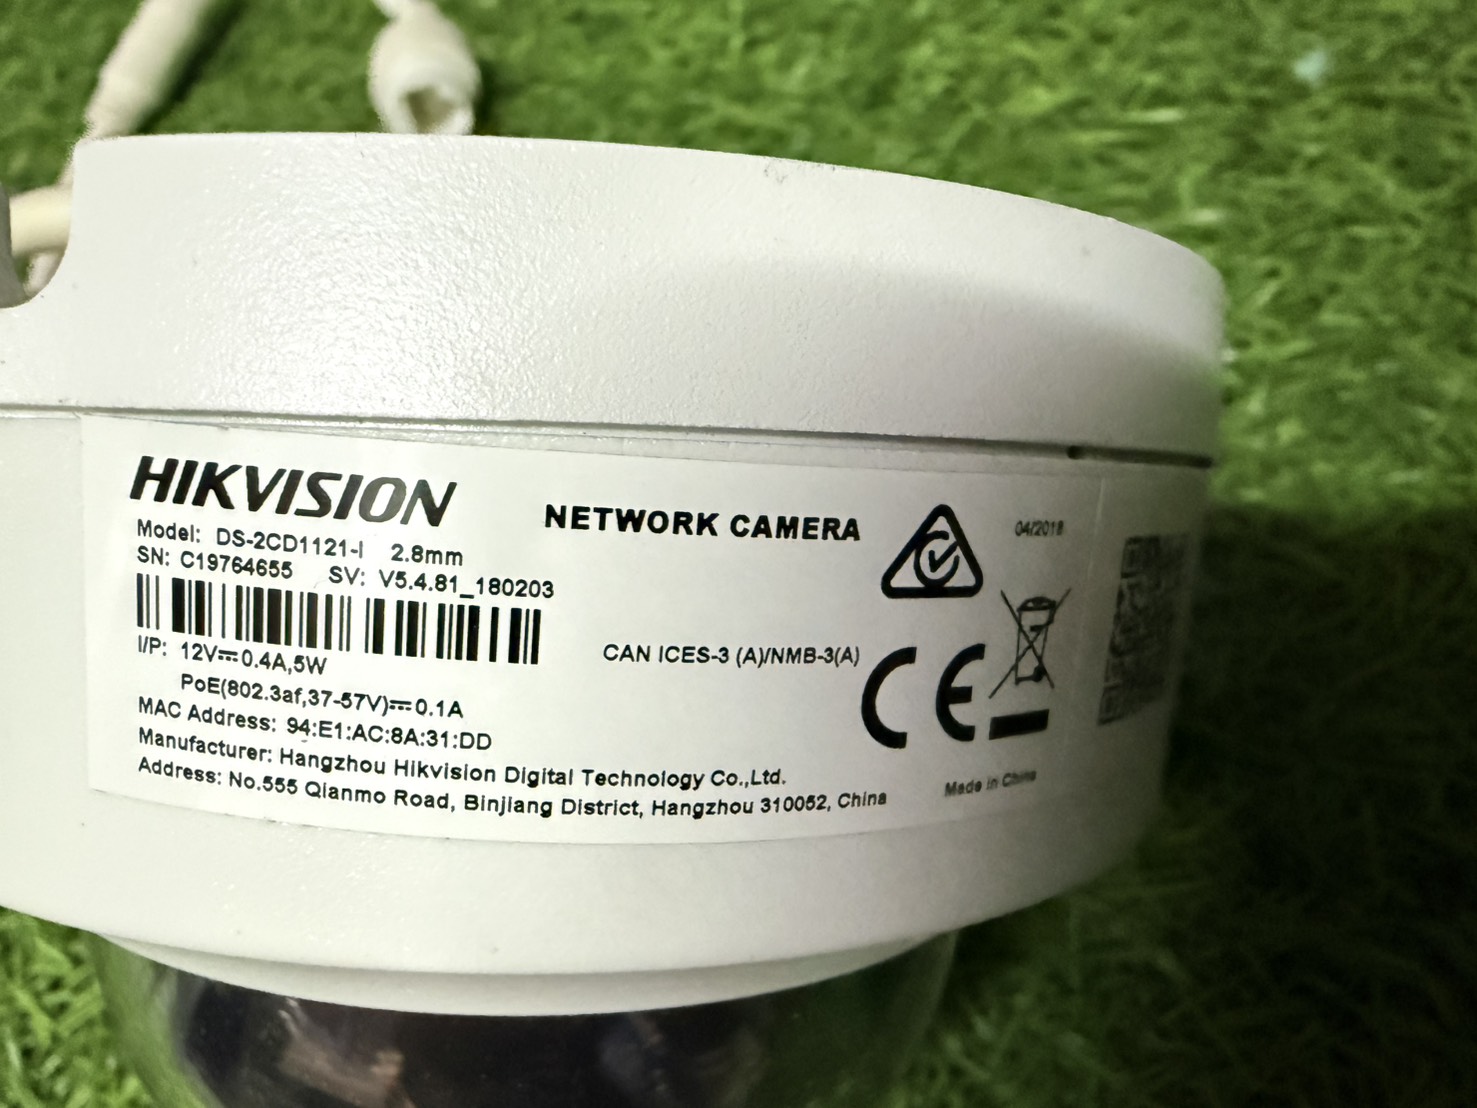 HIKVISION
NETWORK CAMERA
04/2018
Model: DS-2CD1121-I 2.8mm
SN: C19764655 SV: V5.4.81_180203
I/P: 12V⎓0.4A,5W
PoE(802.3af,37-57V)⎓0.1A
CAN ICES-3 (A)/NMB-3(A)
CE
MAC Address: 94:E1:AC:8A:31:DD
Manufacturer: Hangzhou Hikvision Digital Technology Co.,Ltd.
Address: No.555 Qianmo Road, Binjiang District, Hangzhou 310052, China
Made in China